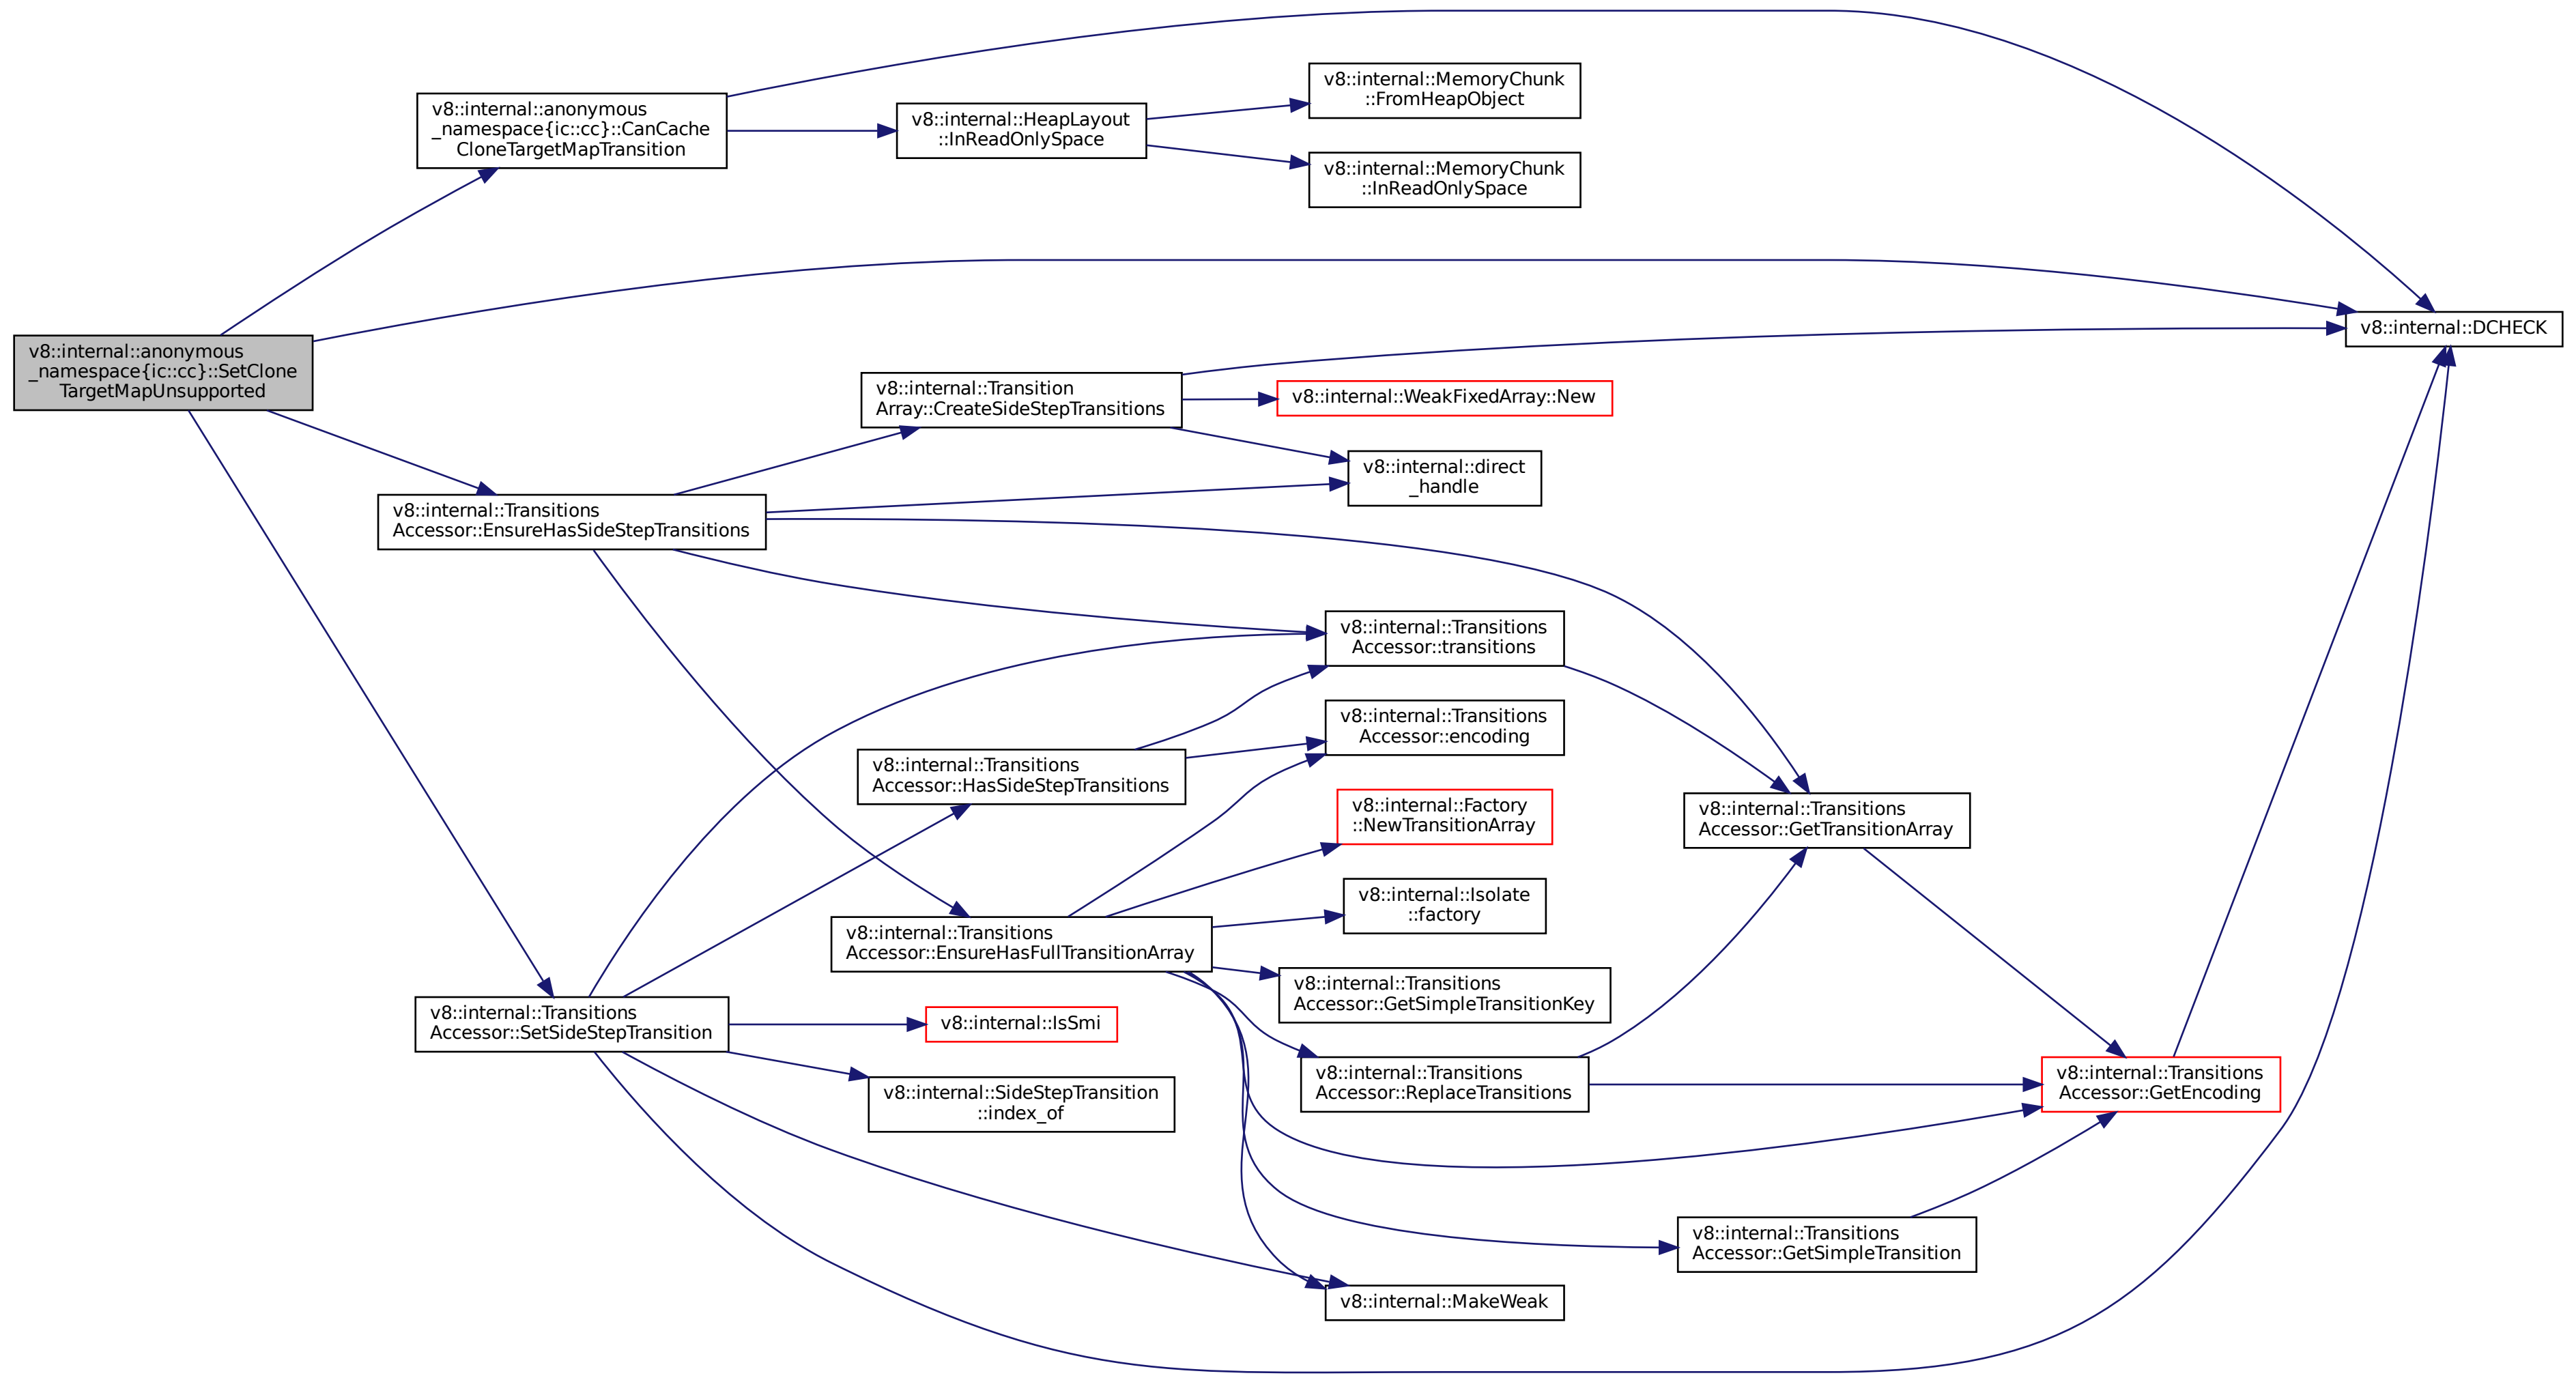 v8::internal::anonymous
_namespace{ic::cc}::SetClone
TargetMapUnsupported
v8::internal::anonymous
_namespace{ic::cc}::CanCache
CloneTargetMapTransition
v8::internal::HeapLayout
::InReadOnlySpace
v8::internal::MemoryChunk
::FromHeapObject
v8::internal::MemoryChunk
::InReadOnlySpace
v8::internal::DCHECK
v8::internal::Transitions
Accessor::EnsureHasSideStepTransitions
v8::internal::Transition
Array::CreateSideStepTransitions
v8::internal::WeakFixedArray::New
v8::internal::direct
_handle
v8::internal::Transitions
Accessor::transitions
v8::internal::Transitions
Accessor::encoding
v8::internal::Transitions
Accessor::HasSideStepTransitions
v8::internal::Factory
::NewTransitionArray
v8::internal::Transitions
Accessor::GetTransitionArray
v8::internal::Isolate
::factory
v8::internal::Transitions
Accessor::EnsureHasFullTransitionArray
v8::internal::Transitions
Accessor::GetSimpleTransitionKey
v8::internal::Transitions
Accessor::SetSideStepTransition
v8::internal::IsSmi
v8::internal::SideStepTransition
::index_of
v8::internal::Transitions
Accessor::ReplaceTransitions
v8::internal::Transitions
Accessor::GetEncoding
v8::internal::Transitions
Accessor::GetSimpleTransition
v8::internal::MakeWeak